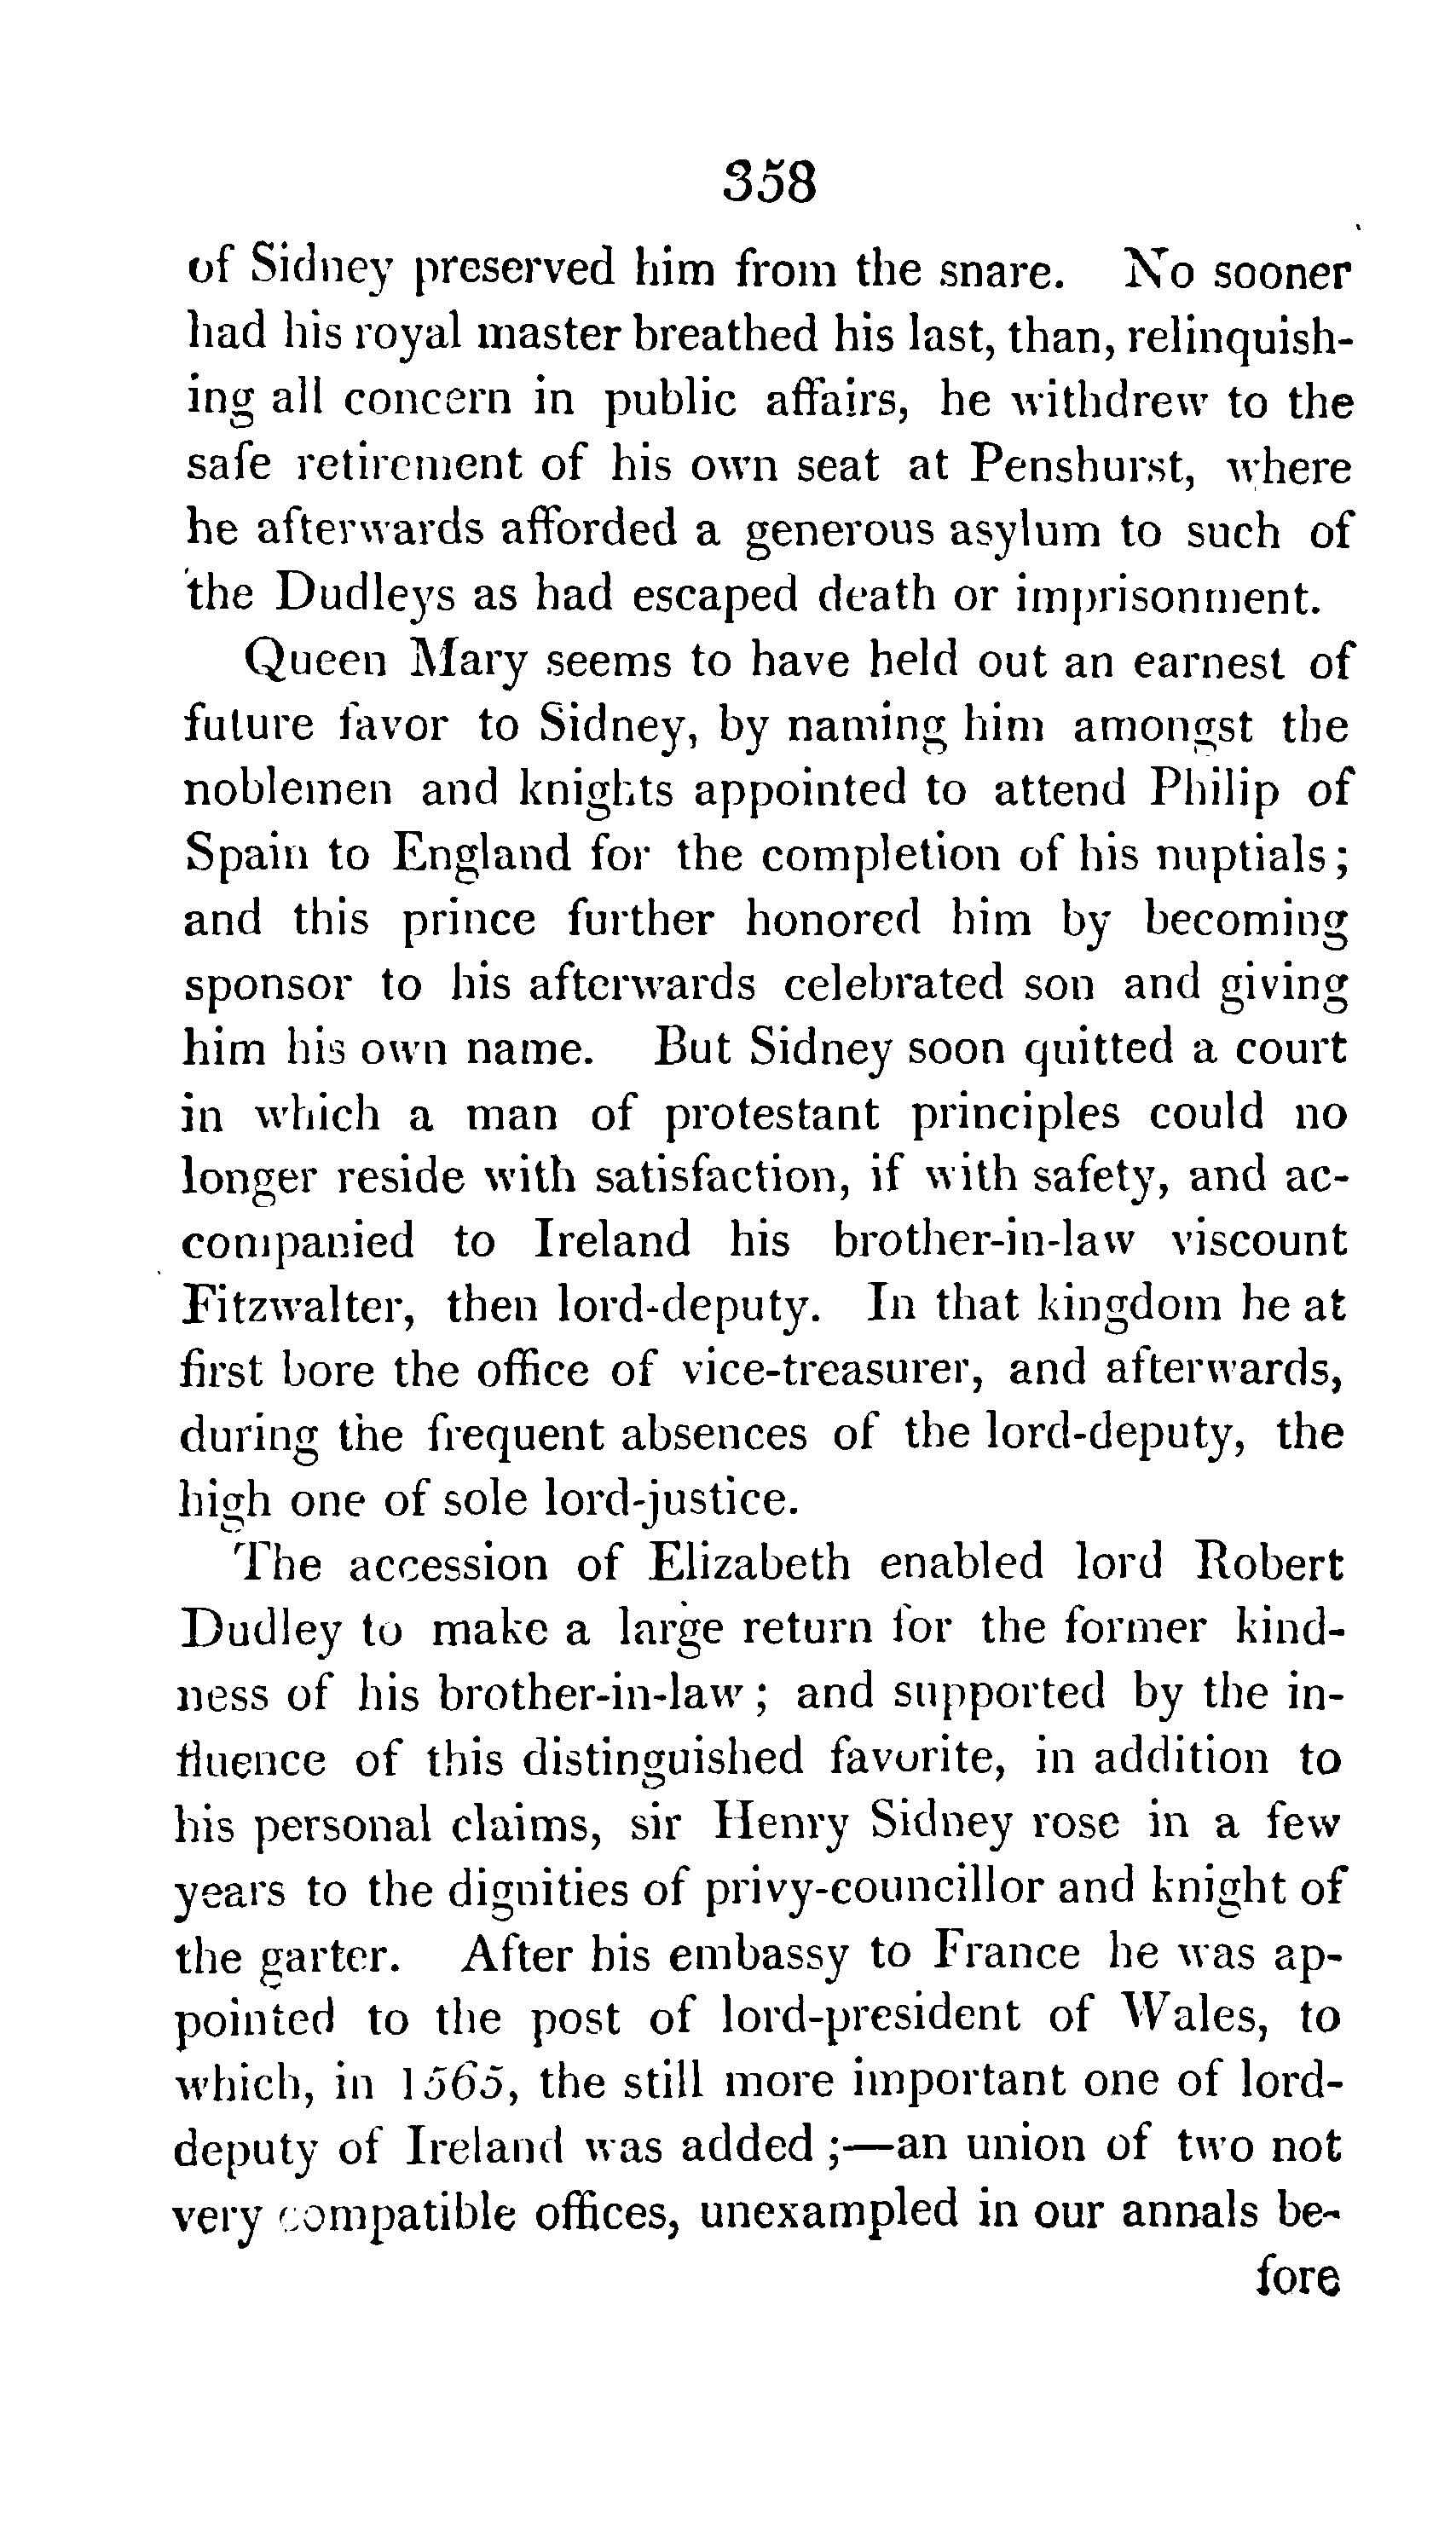 358
of Sidney preserved him from the snare. No sooner
had his royal master breathed his last, than, relinquish-
ing all concern in public affairs, he withdrew to the
safe retirement of his own seat at Penshurst, where
he afterwards afforded a generous asylum to such of
the Dudleys as had escaped death or imprisonment.
Queen Mary seems to have held out an earnest of
future favor to Sidney, by naming him amongst the
noblemen and knights appointed to attend Philip of
Spain to England for the completion of his nuptials;
and this prince further honored him by becoming
sponsor to his afterwards celebrated son and giving
him his own name. But Sidney soon quitted a court
in which a man of protestant principles could no
longer reside with satisfaction, if with safety, and ac-
companied to Ireland his brother-in-law viscount
Fitzwalter, then lord-deputy. In that kingdom he at
first bore the office of vice-treasurer, and afterwards,
during the frequent absences of the lord-deputy, the
high one of sole lord-justice.
The accession of Elizabeth enabled lord Robert
Dudley to make a large return for the former kind-
ness of his brother-in-law; and supported by the in-
fluence of this distinguished favorite, in addition to
his personal claims, sir Henry Sidney rose in a few
years to the dignities of privy-councillor and knight of
the garter. After his embassy to France he was ap-
pointed to the post of lord-president of Wales, to
which, in 1565, the still more important one of lord-
deputy of Ireland was added;—an union of two not
very compatible offices, unexampled in our annals be-
fore